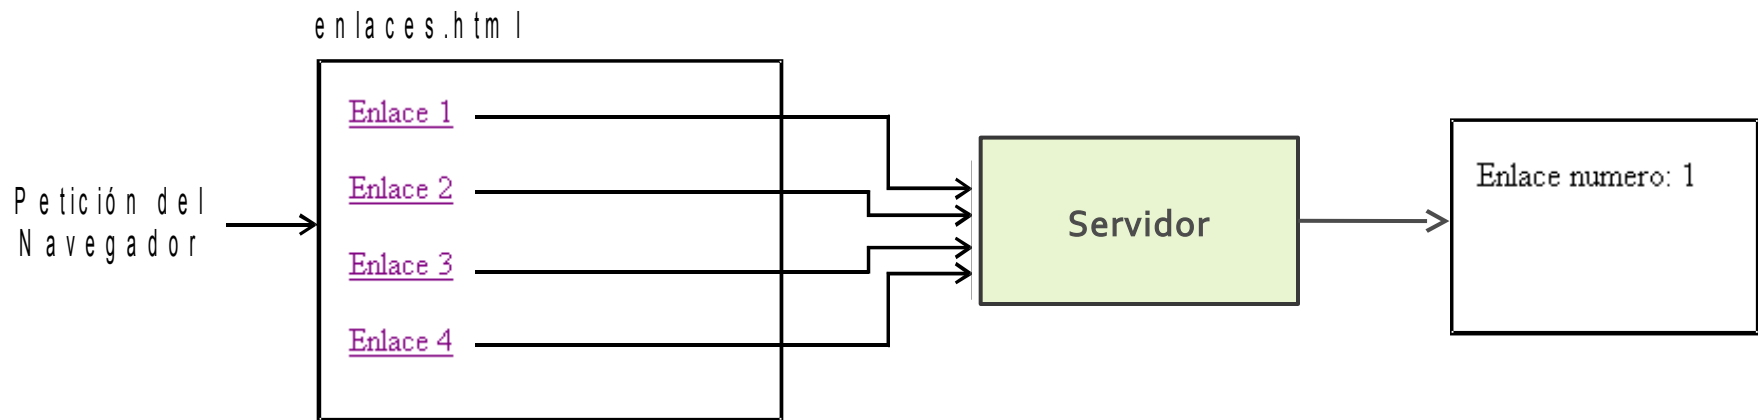 enlaces.html
Enlace 1
Enlace 2
Enlace 3
Enlace 4
Petición del
Navegador
Servidor
Enlace numero: 1